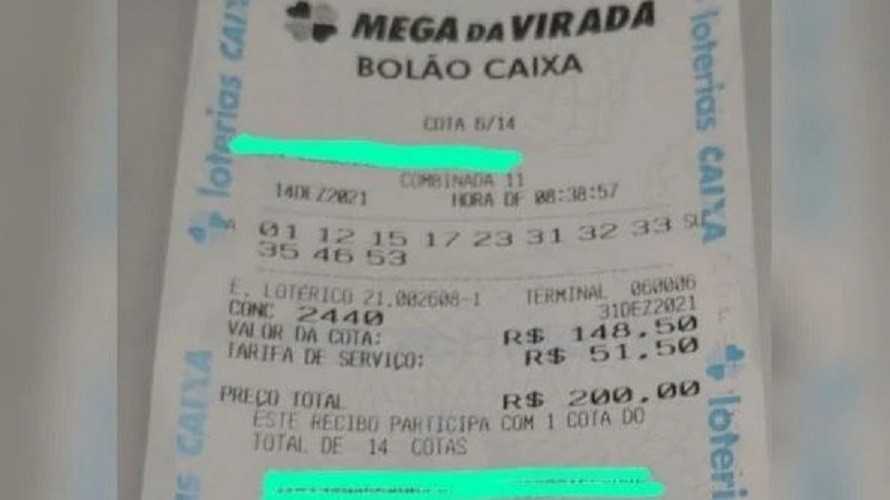 MEGA DA VIRADA
BOLÃO CAIXA
COTA 6/14
COMBINADA 11
14DEZ2021 HORA DF 08:38:57
01 12 15 17 23 31 32 33
35 46 53
E. LOTÉRICO 21.002608-1 TERMINAL 060006
CONC 2440 31DEZ2021
VALOR DA COTA: R$ 148.50
TARIFA DE SERVIÇO: R$ 51.50
PREÇO TOTAL R$ 200.00
ESTE RECIBO PARTICIPA COM 1 COTA DO
TOTAL DE 14 COTAS
loterias CAIXA
CAIXA
loterias CAIXA
loteri